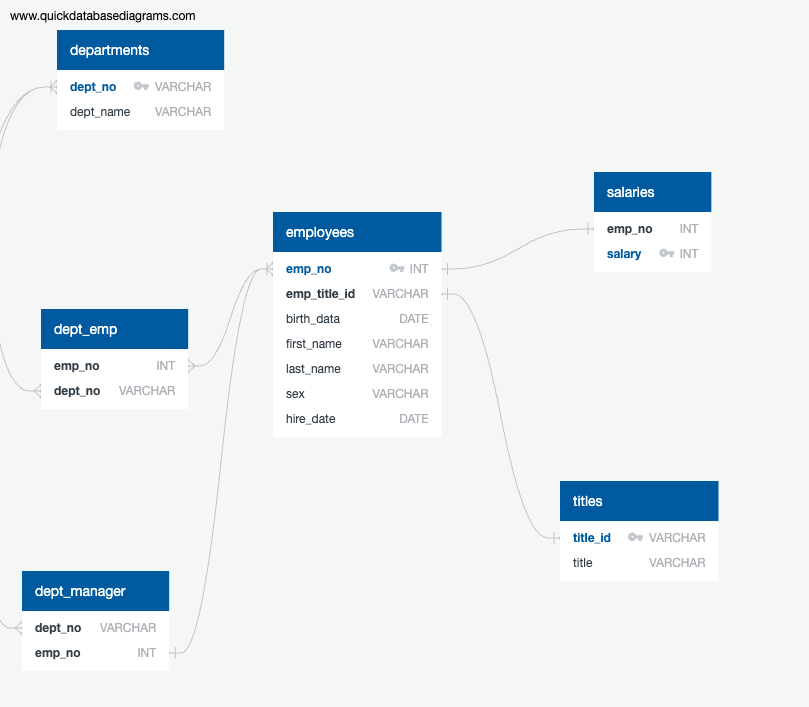 www.quickdatabasediagrams.com
departments
dept_no VARCHAR
dept_name VARCHAR
salaries
emp_no INT
salary INT
employees
emp_no INT
emp_title_id VARCHAR
birth_data DATE
first_name VARCHAR
last_name VARCHAR
sex VARCHAR
hire_date DATE
dept_emp
emp_no INT
dept_no VARCHAR
titles
title_id VARCHAR
title VARCHAR
dept_manager
dept_no VARCHAR
emp_no INT